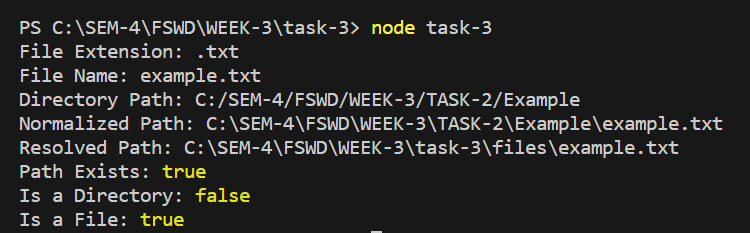 PS C:\SEM-4\FSWD\WEEK-3\task-3> node task-3
File Extension: .txt
File Name: example.txt
Directory Path: C:/SEM-4/FSWD/WEEK-3/TASK-2/Example
Normalized Path: C:\SEM-4\FSWD\WEEK-3\TASK-2\Example\example.txt
Resolved Path: C:\SEM-4\FSWD\WEEK-3\task-3\files\example.txt
Path Exists: true
Is a Directory: false
Is a File: true